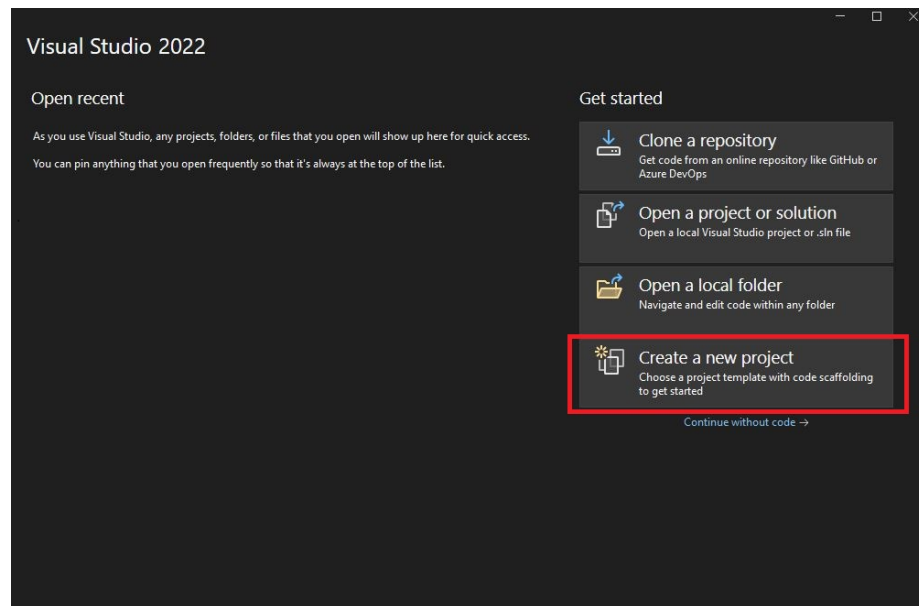 Visual Studio 2022
Open recent
As you use Visual Studio, any projects, folders, or files that you open will show up here for quick access.
You can pin anything that you open frequently so that it's always at the top of the list.
Get started
Clone a repository
Get code from an online repository like GitHub or
Azure DevOps
Open a project or solution
Open a local Visual Studio project or .sln file
Open a local folder
Navigate and edit code within any folder
Create a new project
Choose a project template with code scaffolding
to get started
Continue without code →